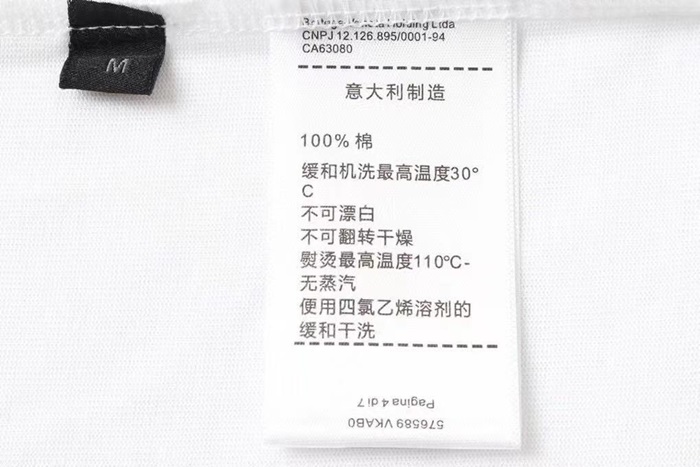 M
CNPJ 12.126.895/0001-94
CA63080
意大利制造
100% 棉
缓和机洗最高温度30°
C
不可漂白
不可翻转干燥
熨烫最高温度110℃-
无蒸汽
便用四氯乙烯溶剂的
缓和干洗
Pagina 4 di 7
576589 VKAB0